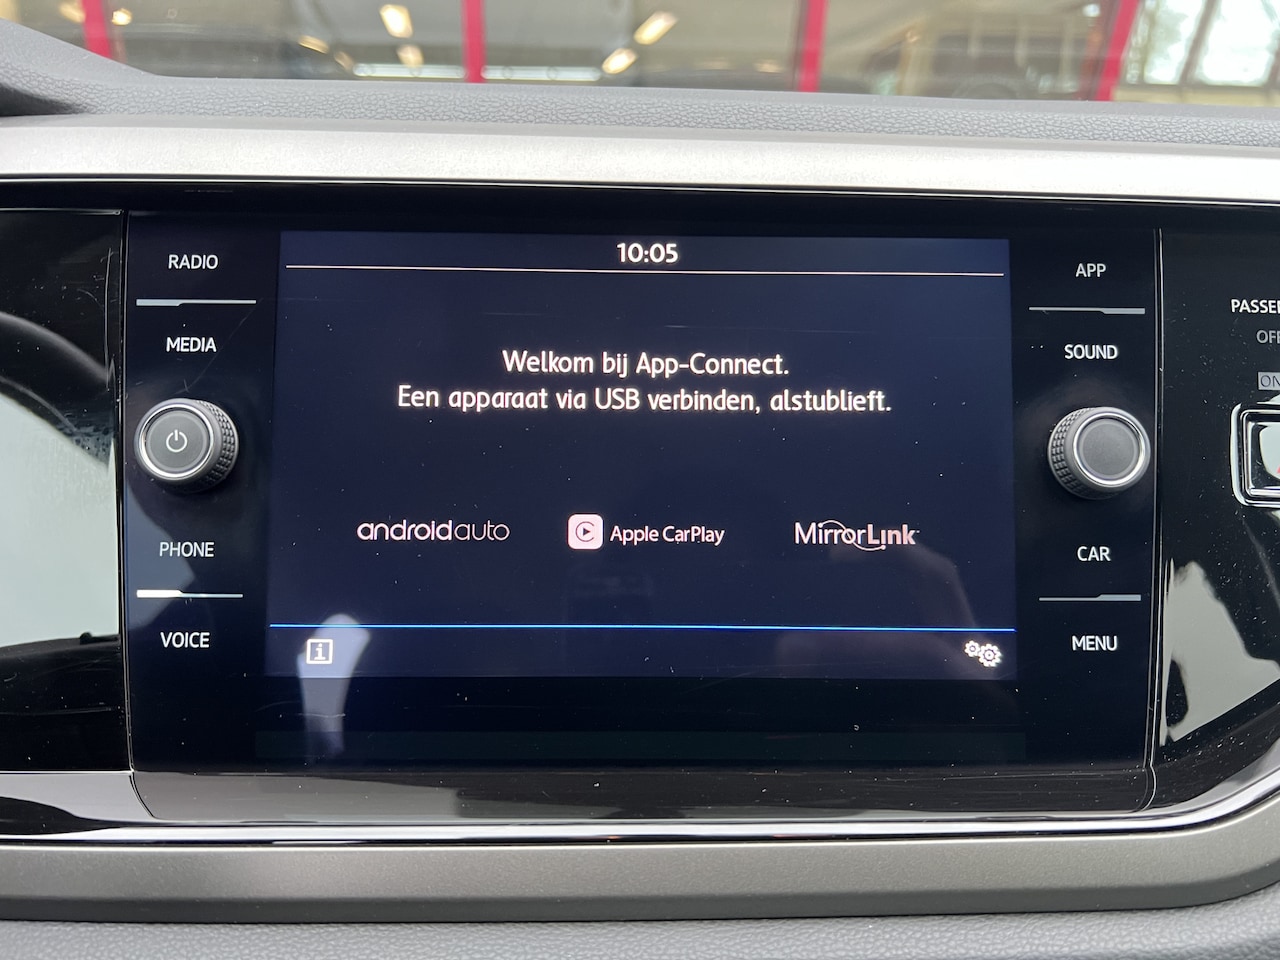 10:05
RADIO
MEDIA
PHONE
VOICE
Welkom bij App-Connect.
Een apparaat via USB verbinden, alstublieft.
androidauto
Apple CarPlay
MirrorLink
i
APP
SOUND
CAR
MENU